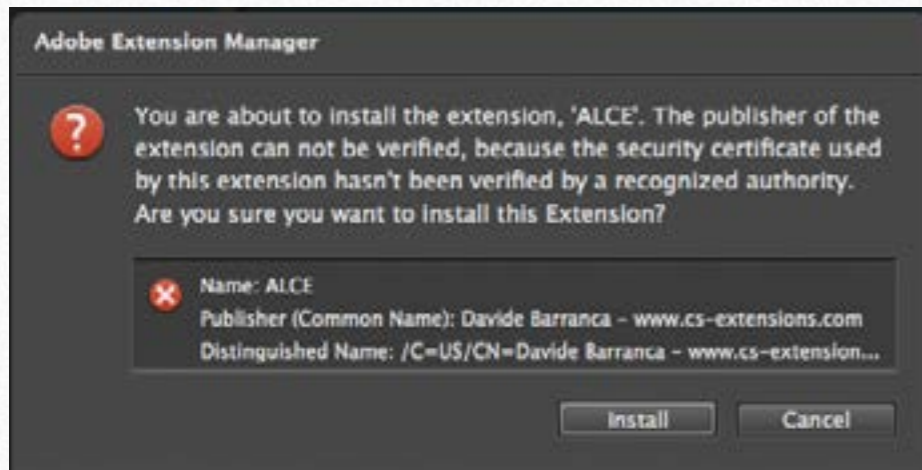 Adobe Extension Manager
You are about to install the extension, 'ALCE'. The publisher of the
extension can not be verified, because the security certificate used
by this extension hasn't been verified by a recognized authority.
Are you sure you want to install this Extension?
Name: ALCE
Publisher (Common Name): Davide Barranca - www.cs-extensions.com
Distinguished Name: /C=US/CN=Davide Barranca - www.cs-extension...
Install
Cancel